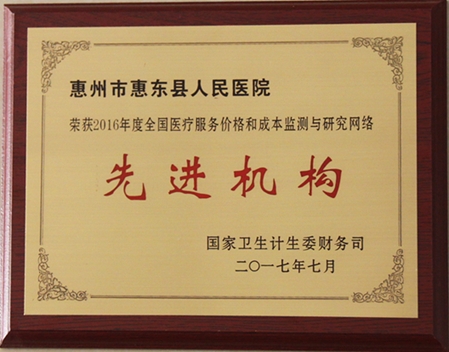 惠州市惠东县人民医院
荣获2016年度全国医疗服务价格和成本监测与研究网络
先进机构
国家卫生计生委财务司
二〇一七年七月